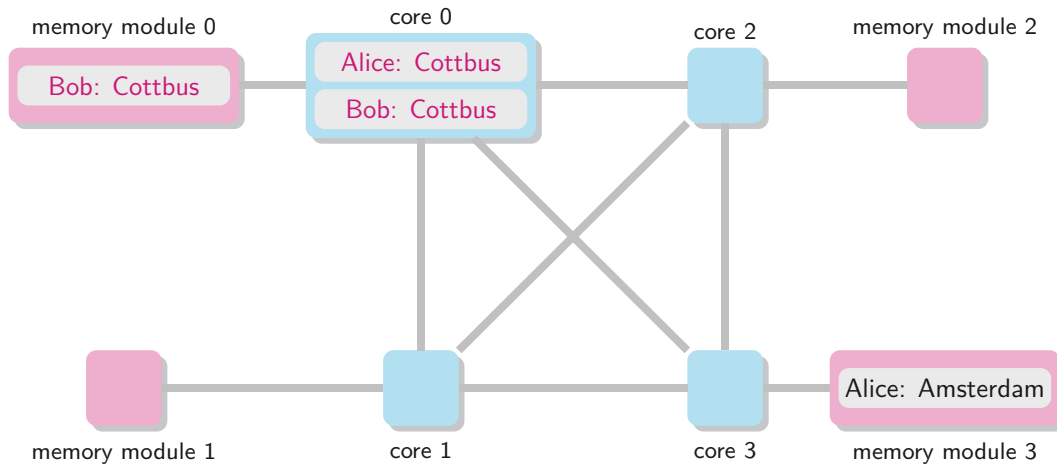 memory module 0
core 0
core 2
memory module 2
Bob: Cottbus
Alice: Cottbus
Bob: Cottbus
Alice: Amsterdam
memory module 1
core 1
core 3
memory module 3